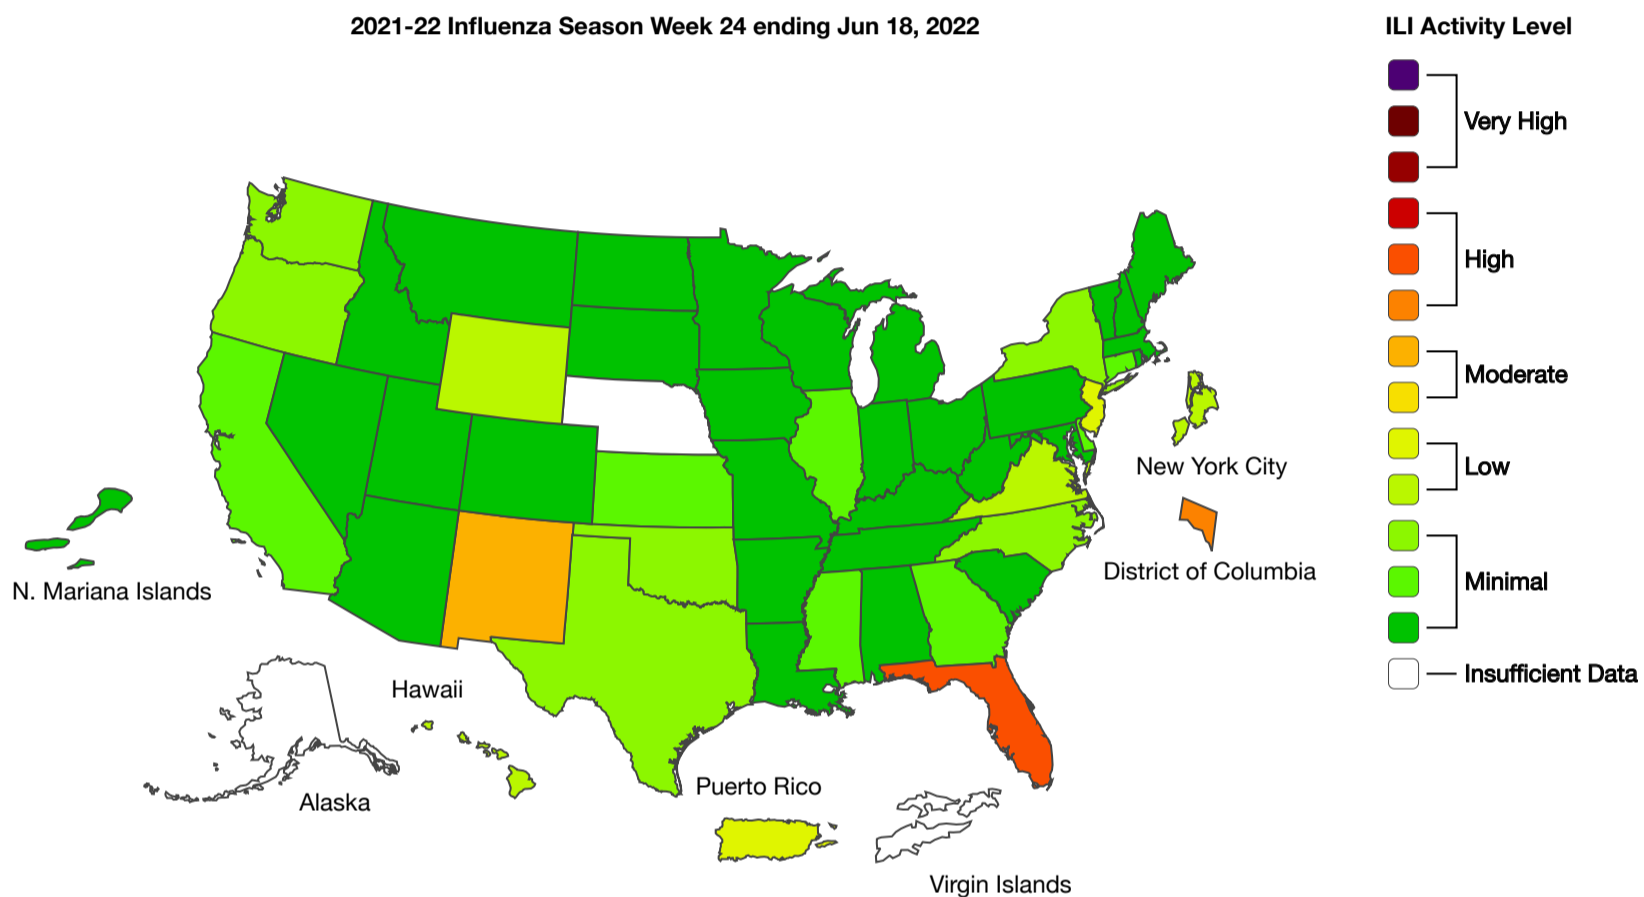 2021-22 Influenza Season Week 24 ending Jun 18, 2022
ILI Activity Level
Very High
High
Moderate
Low
Minimal
Insufficient Data
New York City
District of Columbia
N. Mariana Islands
Hawaii
Alaska
Puerto Rico
Virgin Islands